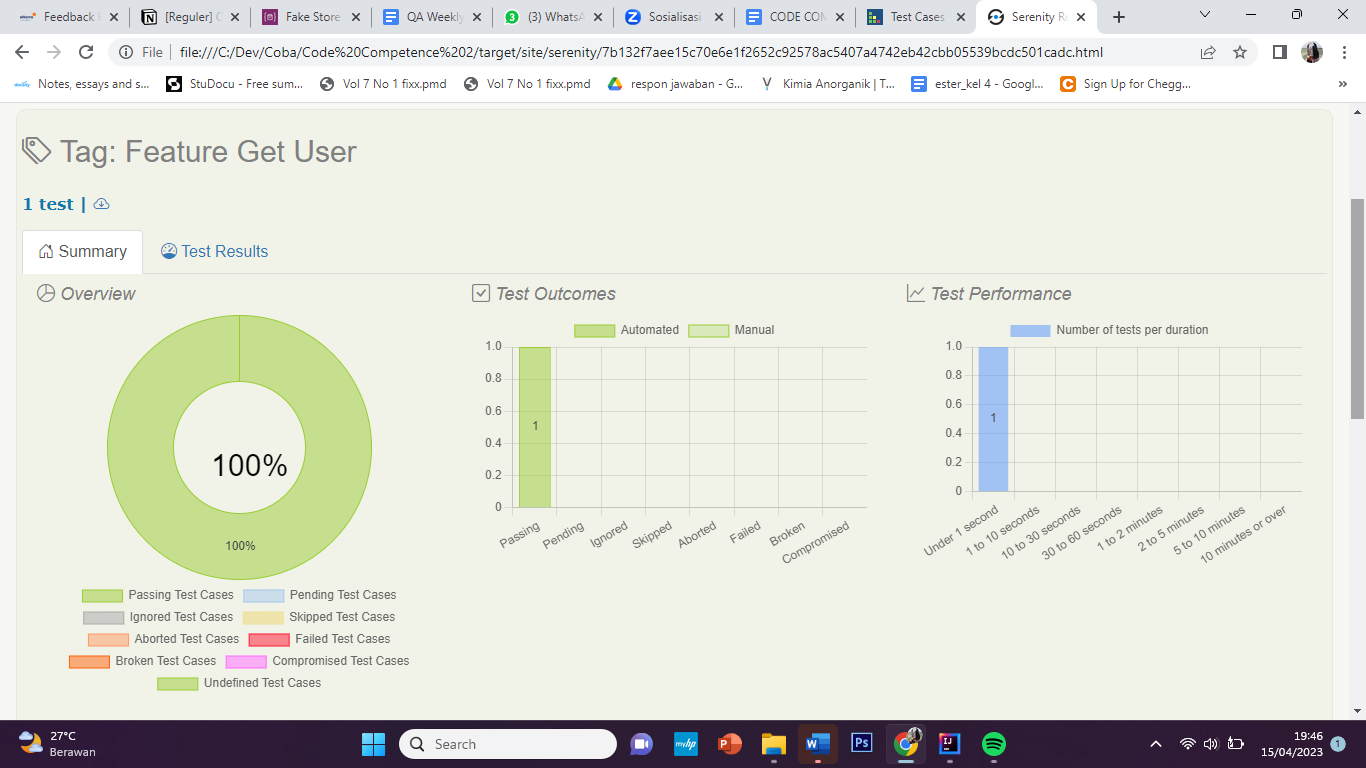 Feedback
[Reguler]
Fake Store
QA Weekly
(3) WhatsA
Sosialisasi
CODE COM
Test Cases
Serenity Re
File
file:///C:/Dev/Coba/Code%20Competence%202/target/site/serenity/7b132f7aee15c70e6e1f2652c92578ac5407a4742eb42cbb05539bcdc501cadc.html
Notes, essays and s...
StuDocu - Free sum...
Vol 7 No 1 fixx.pmd
Vol 7 No 1 fixx.pmd
respon jawaban - G...
Kimia Anorganik | T...
ester_kel 4 - Googl...
Sign Up for Chegg...
»
Tag: Feature Get User
1 test |
Summary
Test Results
Overview
100%
100%
Passing Test Cases
Pending Test Cases
Ignored Test Cases
Skipped Test Cases
Aborted Test Cases
Failed Test Cases
Broken Test Cases
Compromised Test Cases
Undefined Test Cases
Test Outcomes
Automated
Manual
1.0
0.8
0.6
0.4
0.2
0
1
Passing
Pending
Ignored
Skipped
Aborted
Failed
Broken
Compromised
Test Performance
Number of tests per duration
1.0
0.8
0.6
0.4
0.2
0
1
Under 1 second
1 to 10 seconds
10 to 30 seconds
30 to 60 seconds
1 to 2 minutes
2 to 5 minutes
5 to 10 minutes
10 minutes or over
27°C
Berawan
Search
myhp
P
W
Ps
IJ
19:46
15/04/2023
1